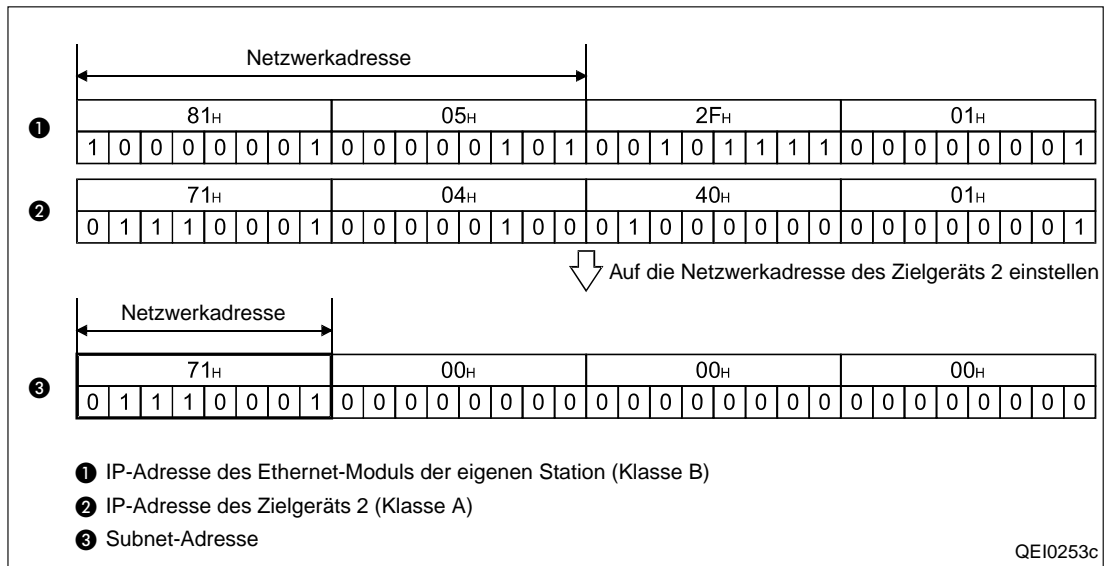 Netzwerkadresse
❶ 81H 05H 2FH 01H
1 0 0 0 0 0 0 1 0 0 0 0 0 1 0 1 0 0 1 0 1 1 1 1 0 0 0 0 0 0 0 1
❷ 71H 04H 40H 01H
0 1 1 1 0 0 0 1 0 0 0 0 0 1 0 0 0 1 0 0 0 0 0 0 0 0 0 0 0 0 0 1
Auf die Netzwerkadresse des Zielgeräts 2 einstellen
Netzwerkadresse
❸ 71H 00H 00H 00H
0 1 1 1 0 0 0 1 0 0 0 0 0 0 0 0 0 0 0 0 0 0 0 0 0 0 0 0 0 0 0 0
❶ IP-Adresse des Ethernet-Moduls der eigenen Station (Klasse B)
❷ IP-Adresse des Zielgeräts 2 (Klasse A)
❸ Subnet-Adresse
QEI0253c